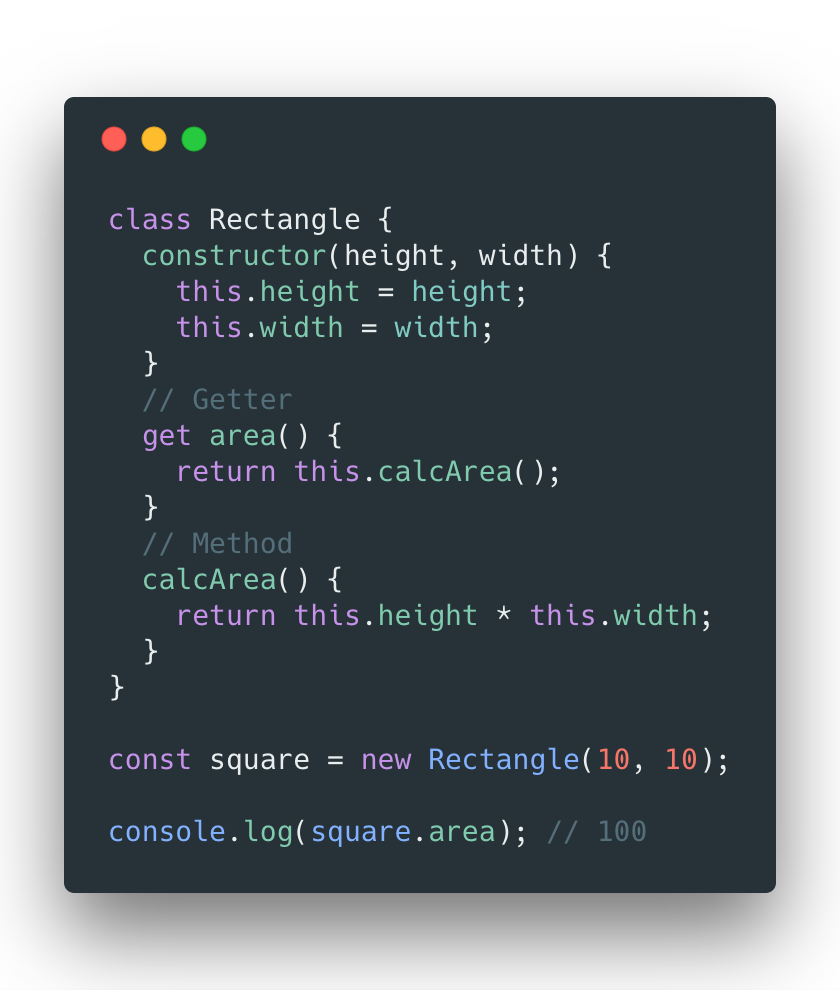 class Rectangle {
  constructor(height, width) {
    this.height = height;
    this.width = width;
  }
  // Getter
  get area() {
    return this.calcArea();
  }
  // Method
  calcArea() {
    return this.height * this.width;
  }
}

const square = new Rectangle(10, 10);

console.log(square.area); // 100